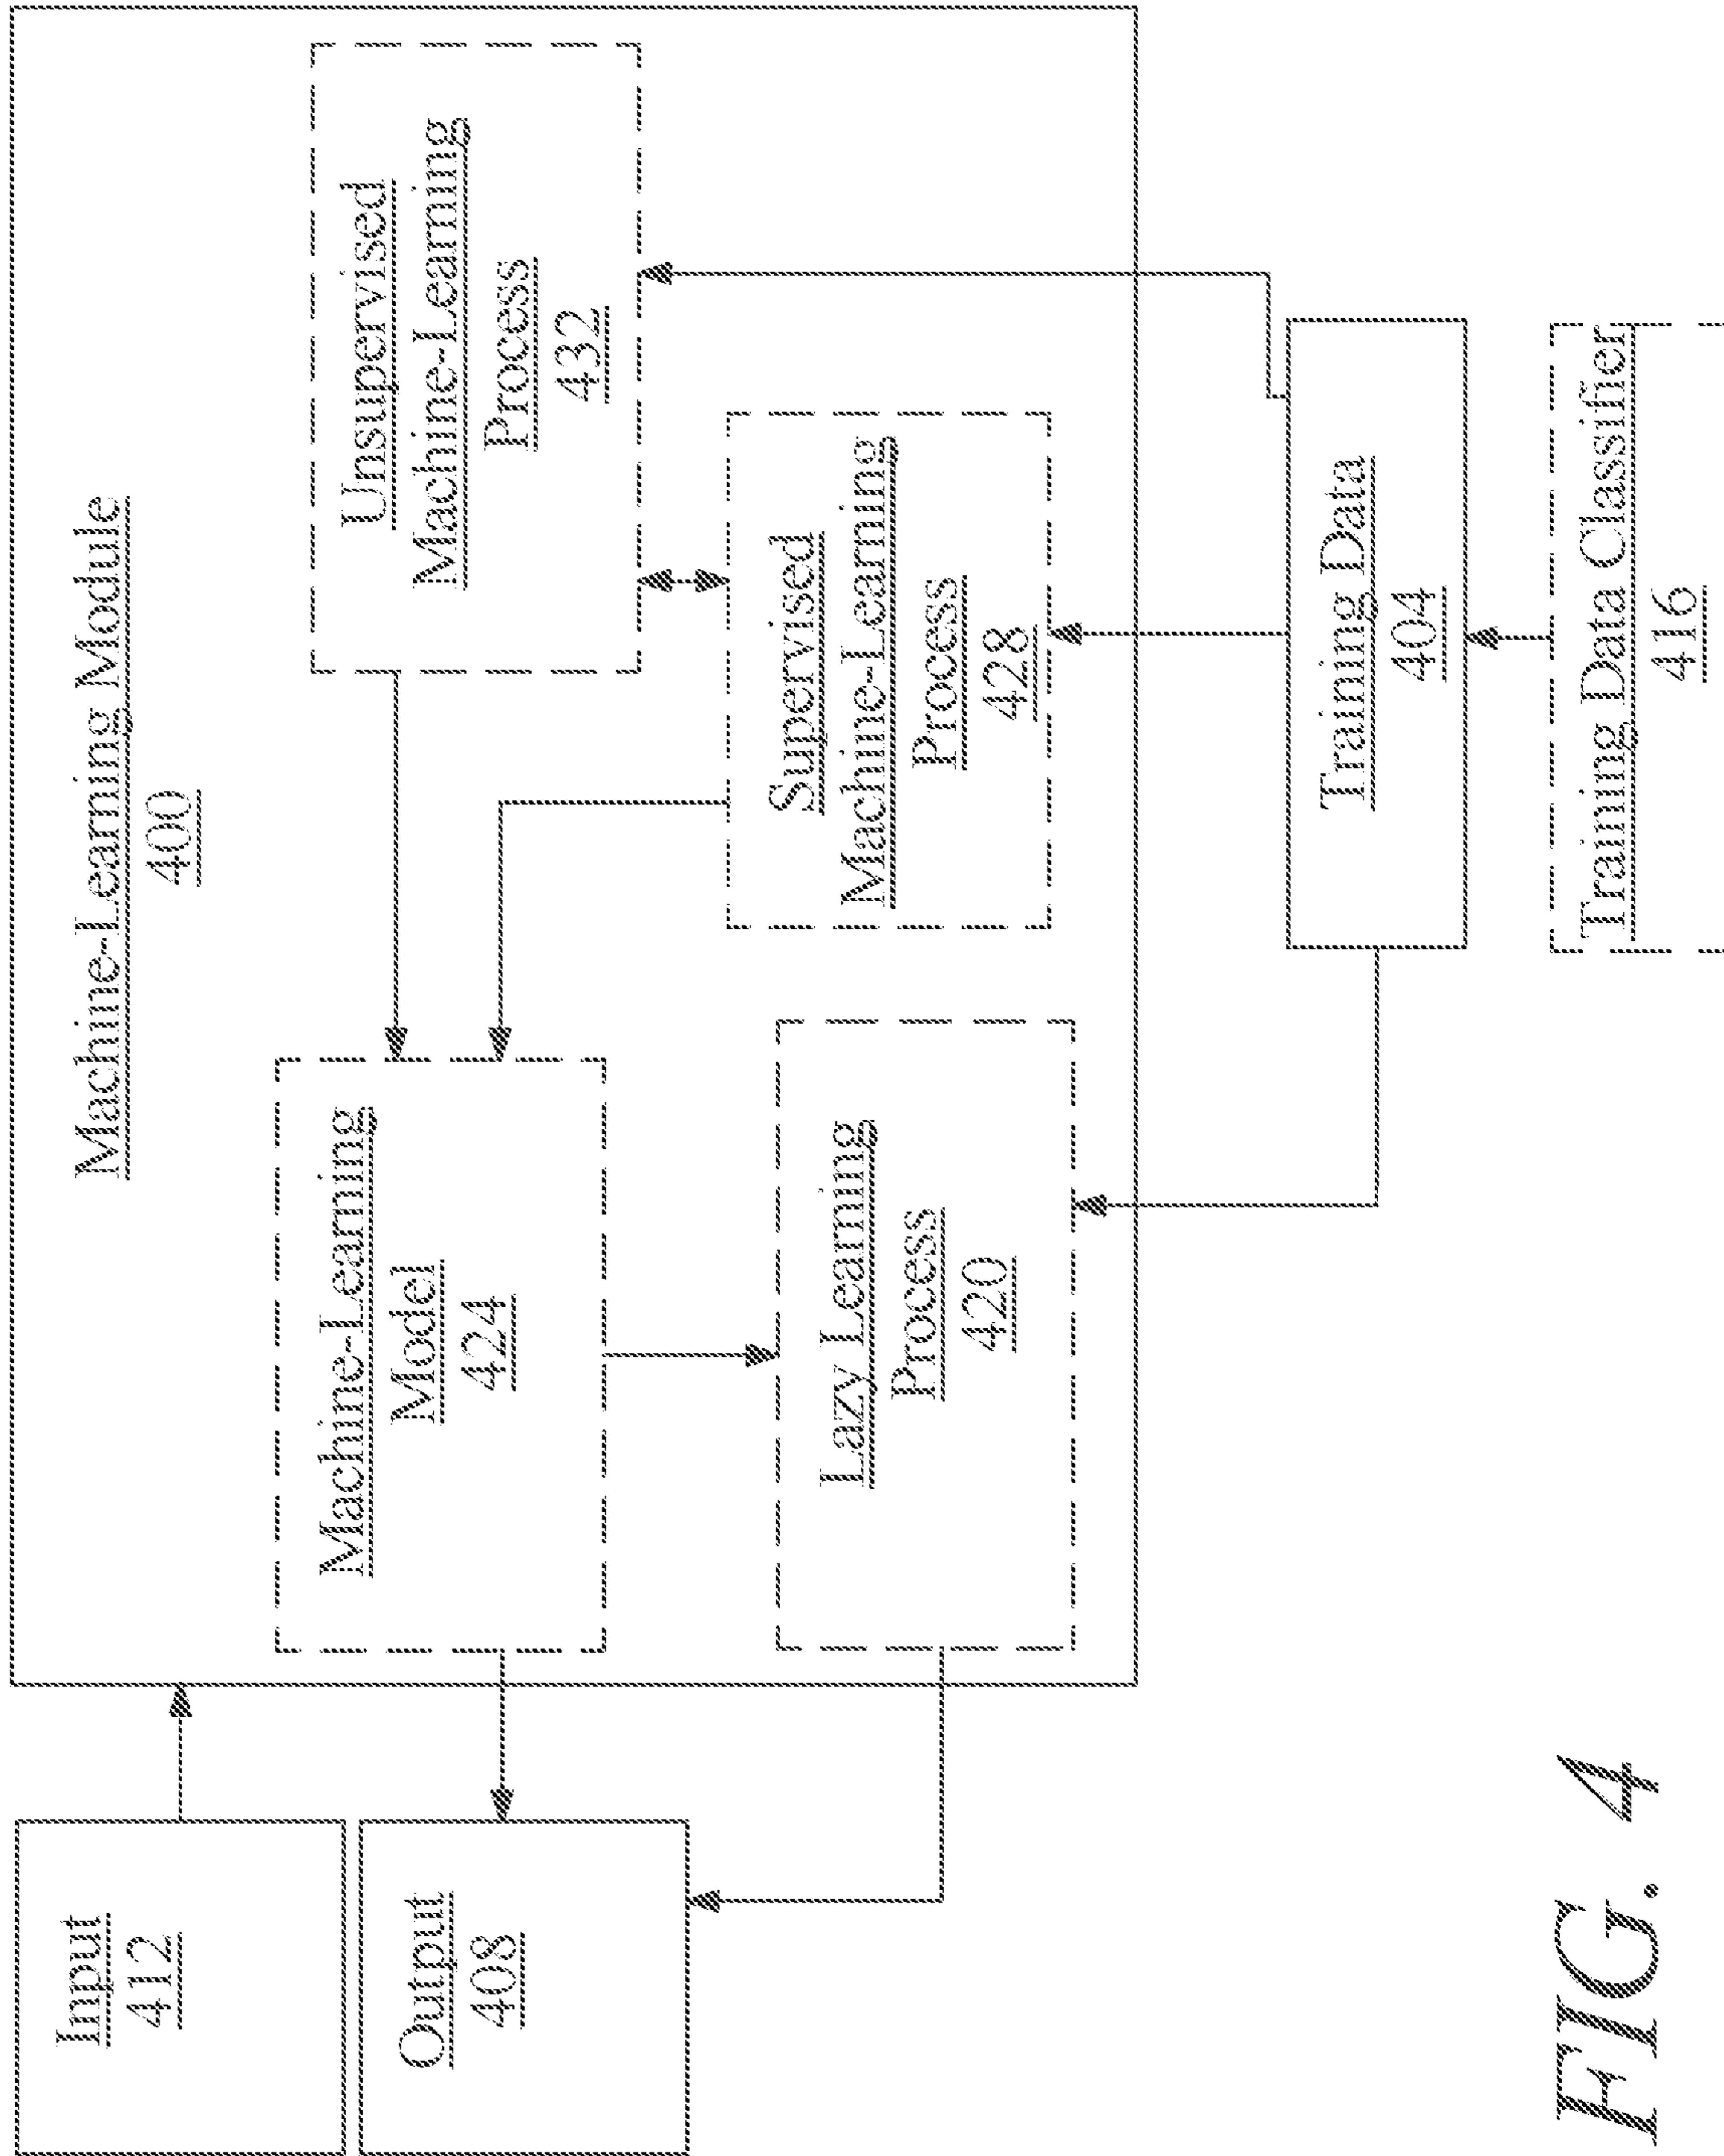 Machine-Learning Module
400
Input
412
Output
408
Machine-Learning
Model
424
Unsupervised
Machine-Learning
Process
432
Lazy Learning
Process
420
Supervised
Machine-Learning
Process
428
Training Data
404
Training Data Classifier
416
FIG. 4